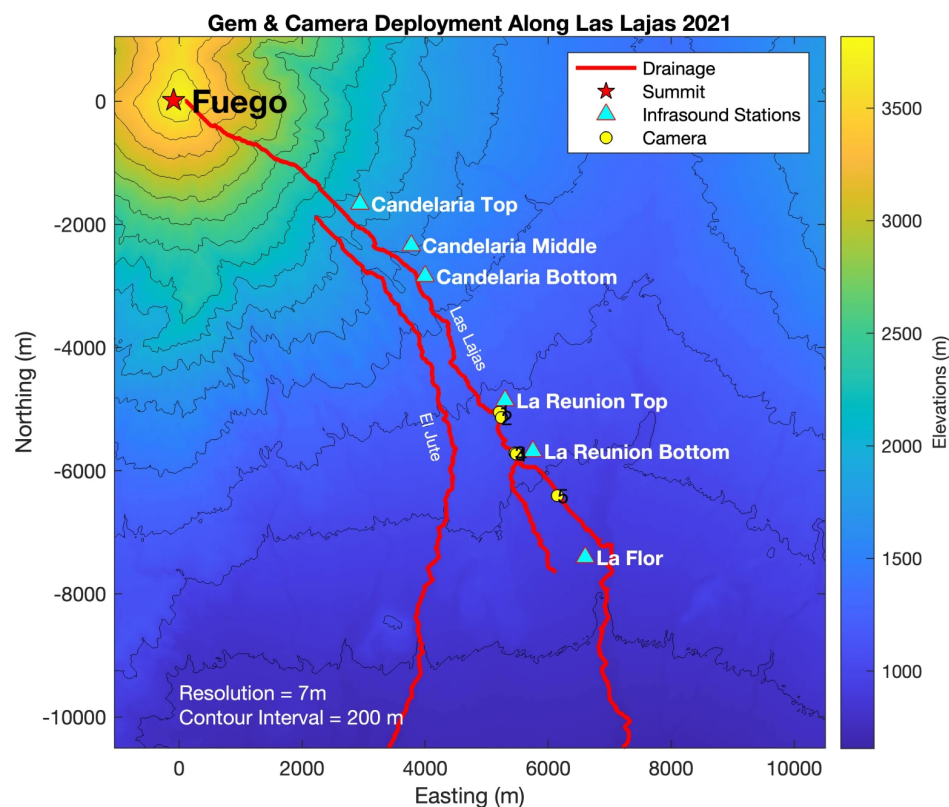 Gem & Camera Deployment Along Las Lajas 2021
Drainage
Summit
Infrasound Stations
Camera
Fuego
Candelaria Top
Candelaria Middle
Candelaria Bottom
Las Lajas
La Reunion Top
2
El Jute
La Reunion Bottom
5
La Flor
Resolution = 7m
Contour Interval = 200 m
0
-2000
-4000
-6000
-8000
-10000
Northing (m)
0 2000 4000 6000 8000 10000
Easting (m)
3500
3000
2500
2000
1500
1000
Elevations (m)